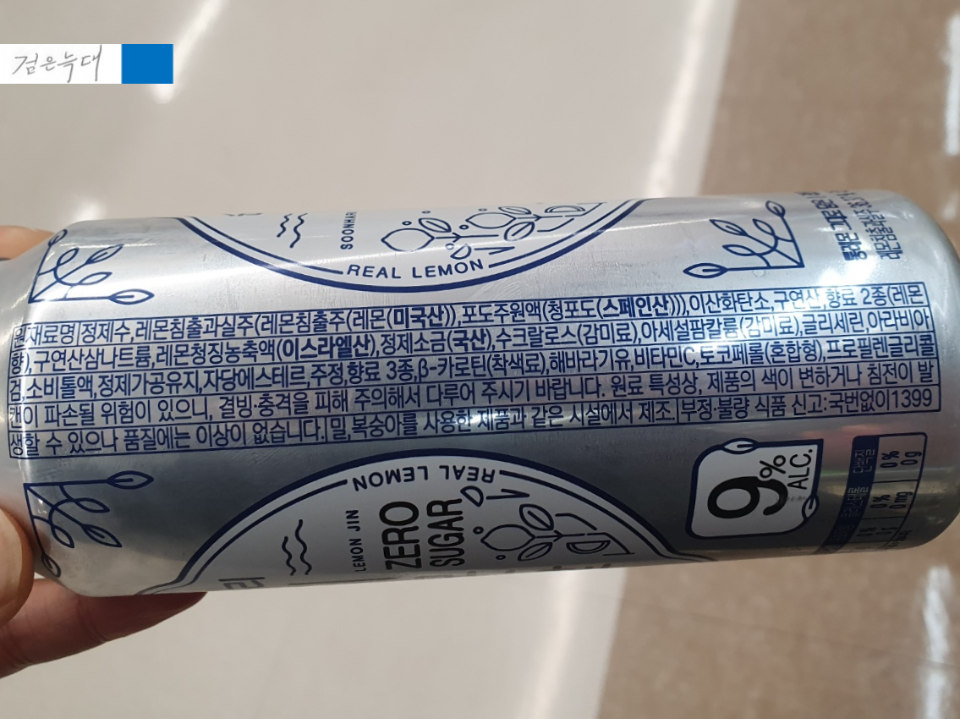 검은늑대
SOONHAR
REAL LEMON
원재료명 정제수,레몬침출과실주(레몬침출주(레몬(미국산)) 포도주원액(청포도(스페인산))),이산화탄소,구연산,향료 2종(레몬
향),구연산삼나트륨,레몬청징농축액(이스라엘산),정제소금(국산),수크랄로스(감미료),아세설팜칼륨(감미료),글리세린,아라비아
검,소비톨액,정제가공유지,자당에스테르,주정,향료 3종,β-카로틴(착색료),해바라기유,비타민C,토코페롤(혼합형),프로필렌글리콜
캔이 파손될 위험이 있으니, 결빙·충격을 피해 주의해서 다루어 주시기 바랍니다. 원료 특성상, 제품의 색이 변하거나 침전이 발
생할 수 있으나 품질에는 이상이 없습니다. 밀,복숭아를 사용한 제품과 같은 시설에서 제조 부정·불량 식품 신고: 국번없이1399
REAL LEMON
LEMON JIN
ZERO
SUGAR
9%
ALC.
단백질
0%
0g
0%
0mg